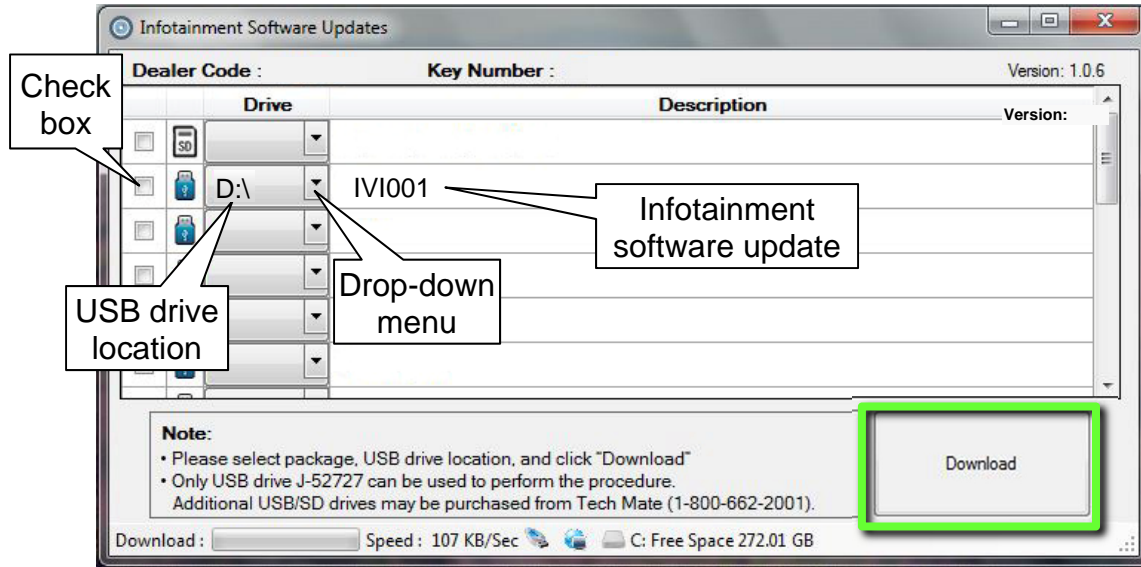 Infotainment Software Updates
Dealer Code :
Key Number :
Version: 1.0.6
Check
box
Drive
Description
Version:
SD
D:\
IVI001
Infotainment
software update
USB drive
location
Drop-down
menu
Note:
• Please select package, USB drive location, and click "Download"
• Only USB drive J-52727 can be used to perform the procedure.
Additional USB/SD drives may be purchased from Tech Mate (1-800-662-2001).
Download
Download :
Speed : 107 KB/Sec
C: Free Space 272.01 GB